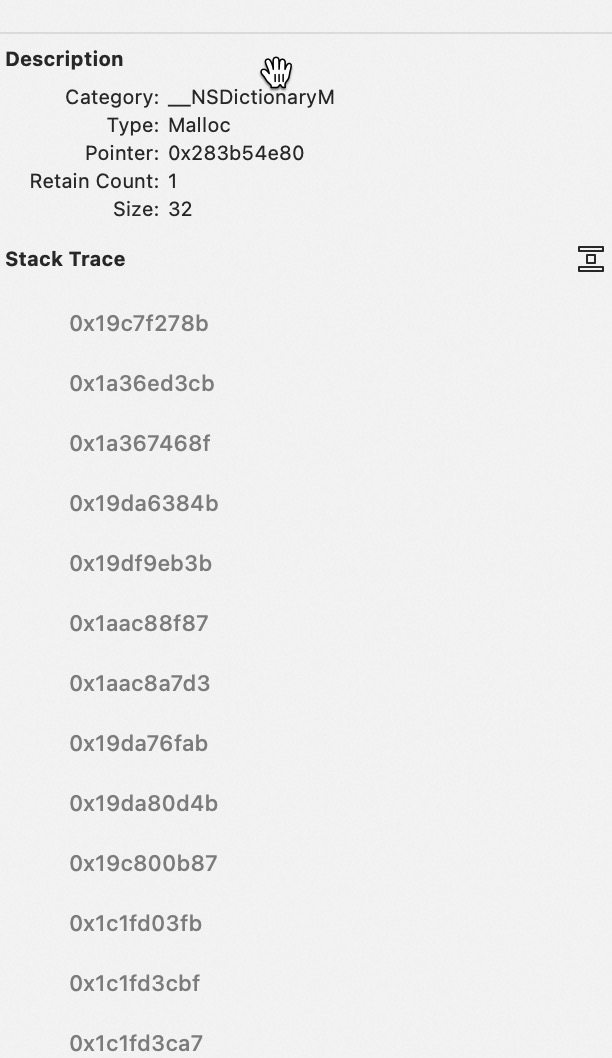 Description
Category: __NSDictionaryM
Type: Malloc
Pointer: 0x283b54e80
Retain Count: 1
Size: 32
Stack Trace
0x19c7f278b
0x1a36ed3cb
0x1a367468f
0x19da6384b
0x19df9eb3b
0x1aac88f87
0x1aac8a7d3
0x19da76fab
0x19da80d4b
0x19c800b87
0x1c1fd03fb
0x1c1fd3cbf
0x1c1fd3ca7